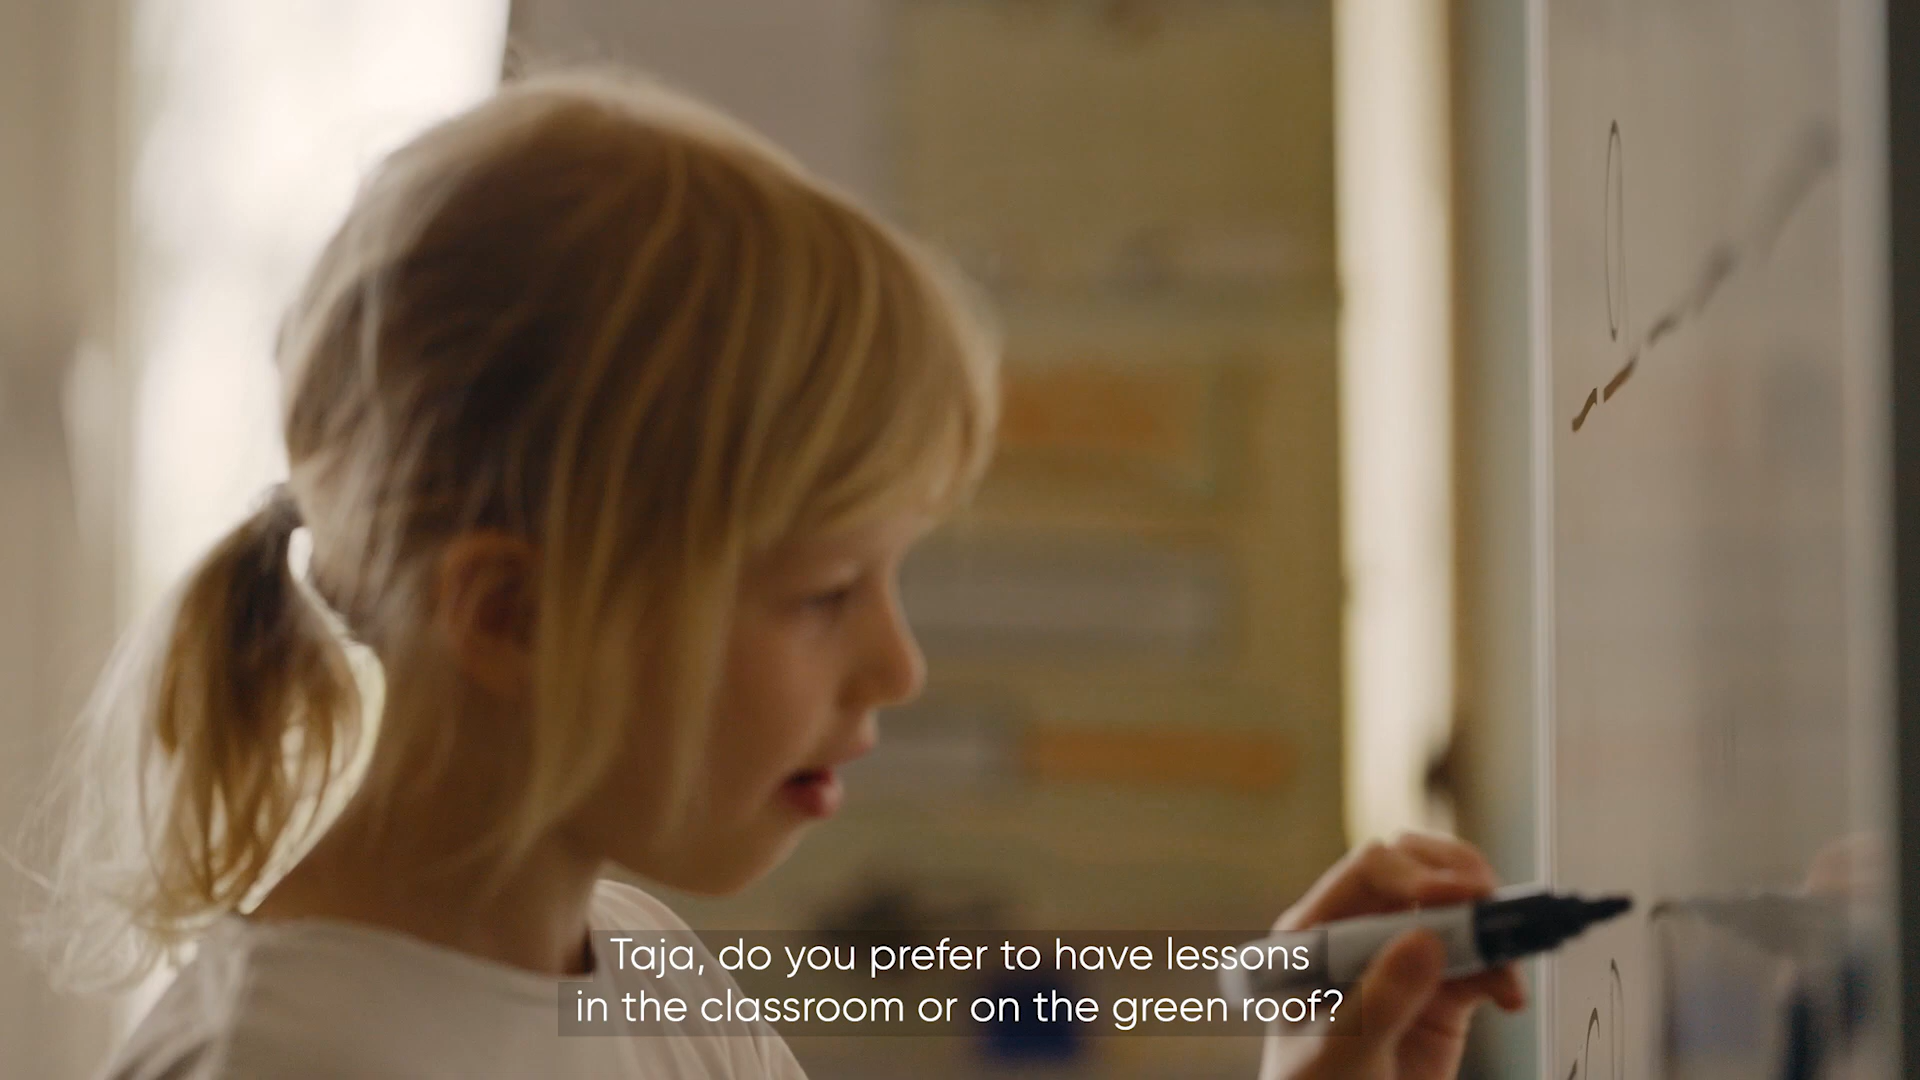 Taja, do you prefer to have lessons
in the classroom or on the green roof?